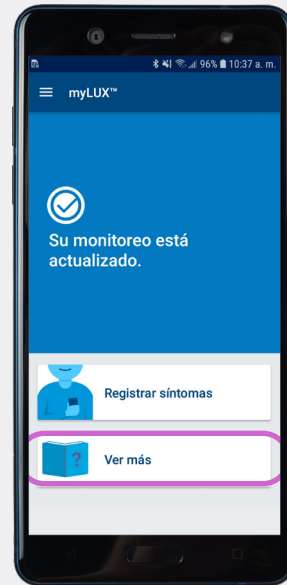 96% 10:37 a. m.
myLUX™
Su monitoreo está
actualizado.
Registrar síntomas
?
Ver más